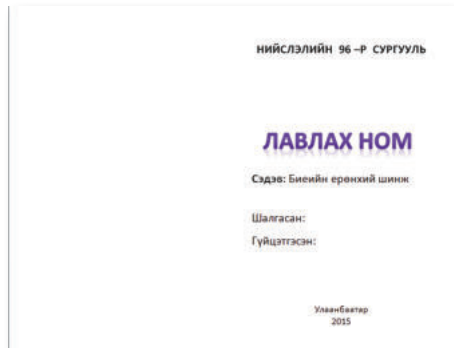 НИЙСЛЭЛИЙН 96 –Р СУРГУУЛЬ
ЛАВЛАХ НОМ
Сэдэв: Биеийн ерөнхий шинж
Шалгасан:
Гүйцэтгэсэн:
Улаанбаатар
2015